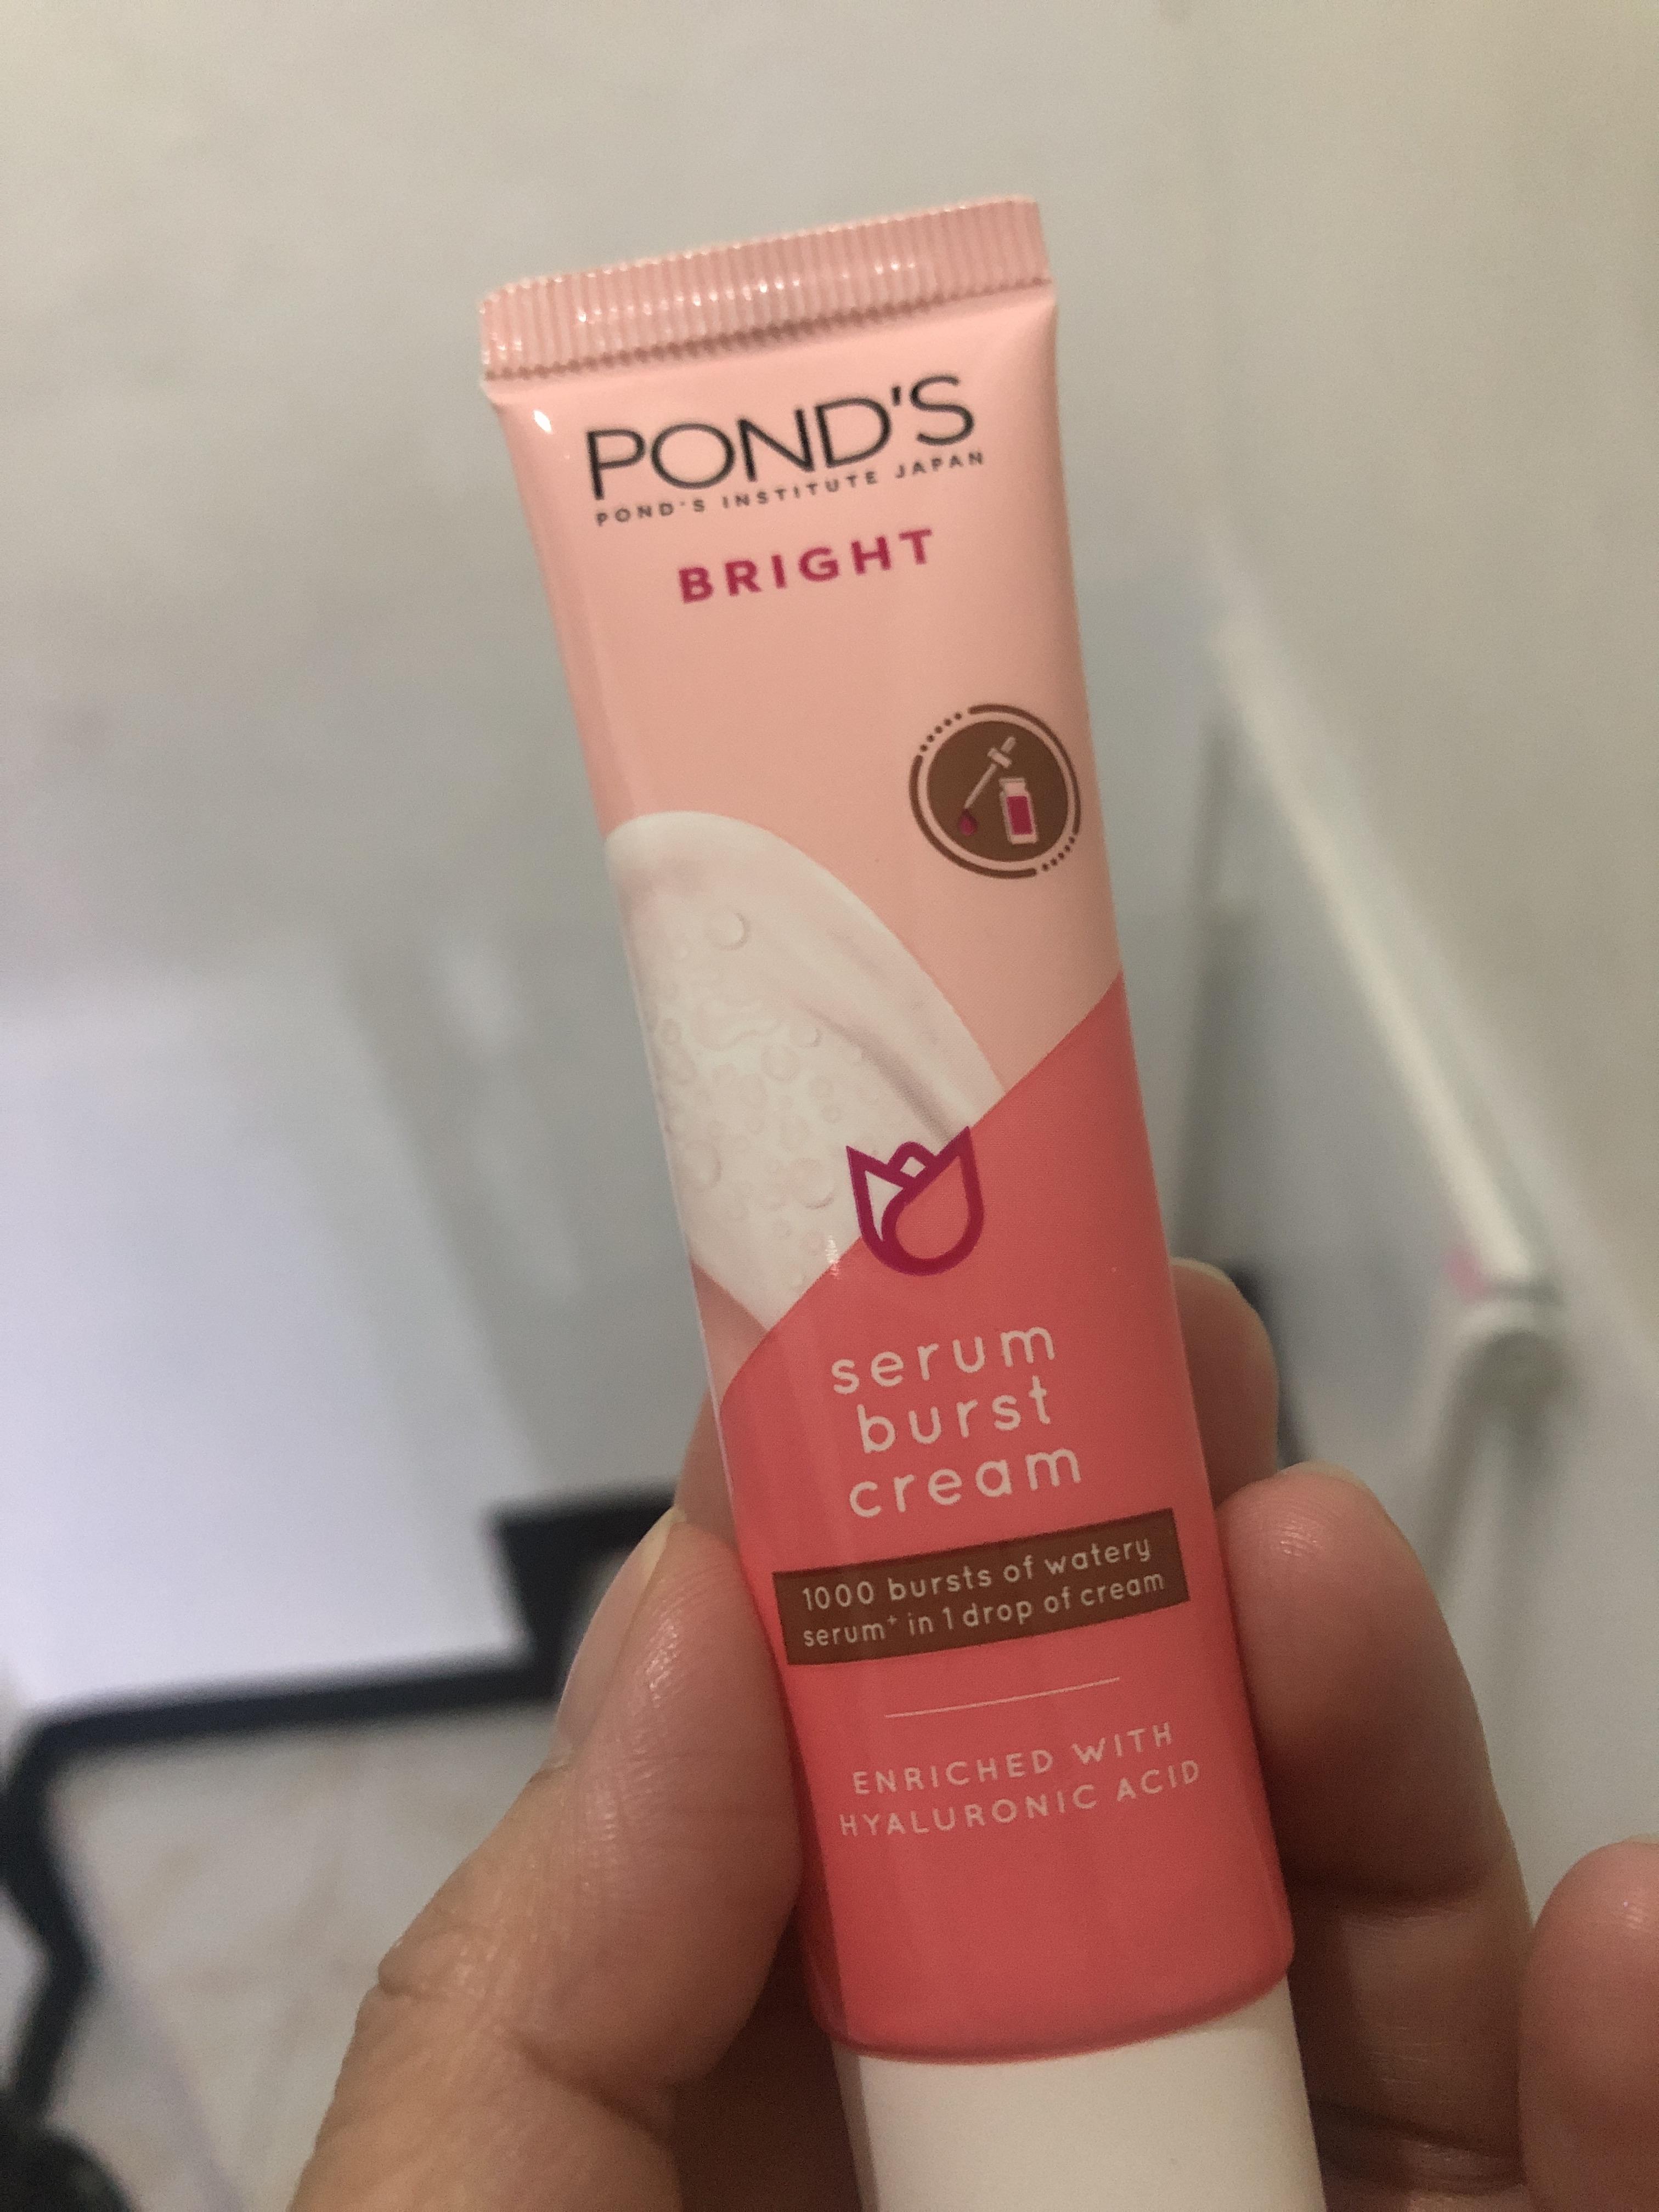 POND'S
POND'S INSTITUTE JAPAN
BRIGHT
serum
burst
cream
1000 bursts of watery
serum⁺ in 1 drop of cream
ENRICHED WITH
HYALURONIC ACID